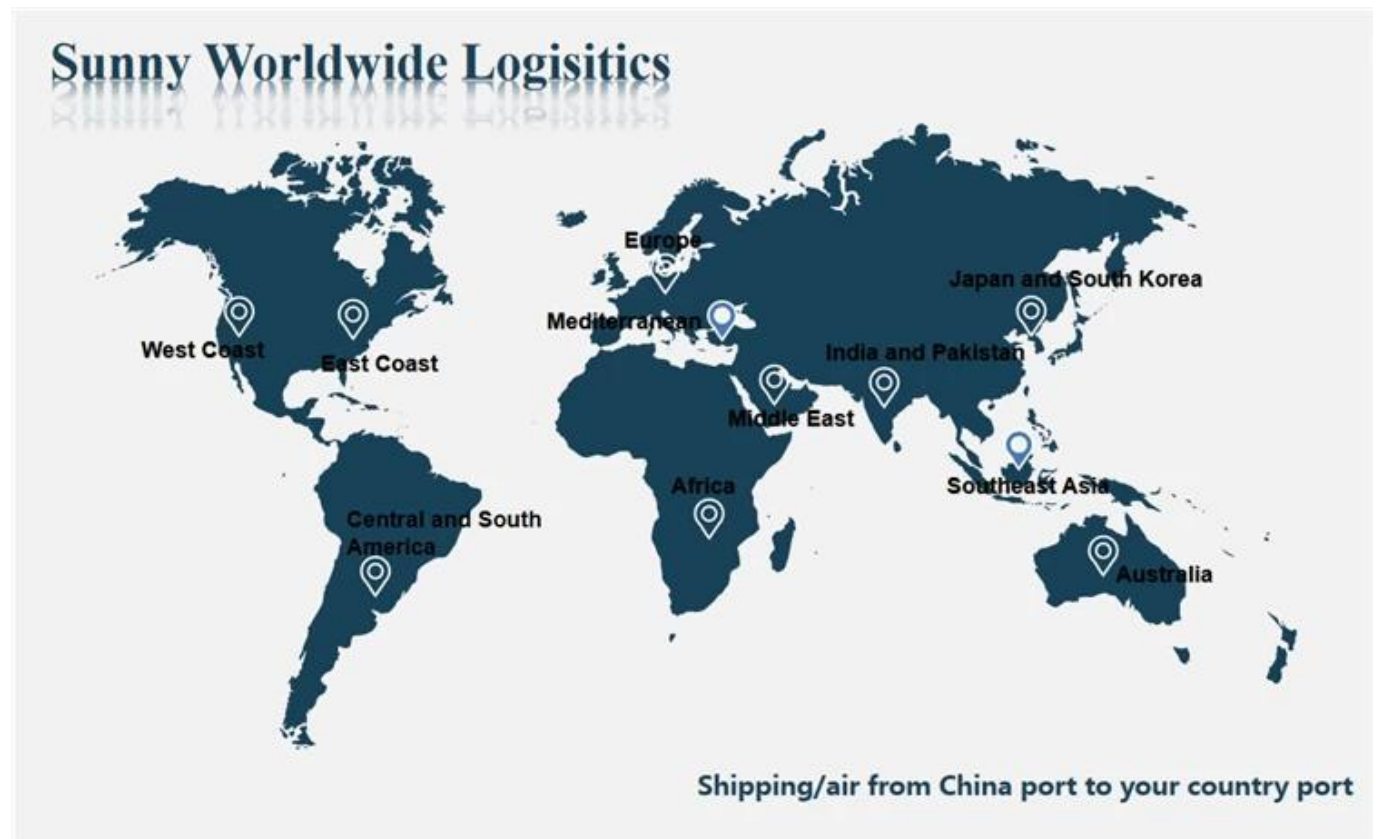 Sunny Worldwide Logisitics
Europe
Japan and South Korea
Mediterranean
West Coast
East Coast
India and Pakistan
Middle East
Africa
Southeast Asia
Central and South
America
Australia
Shipping/air from China port to your country port